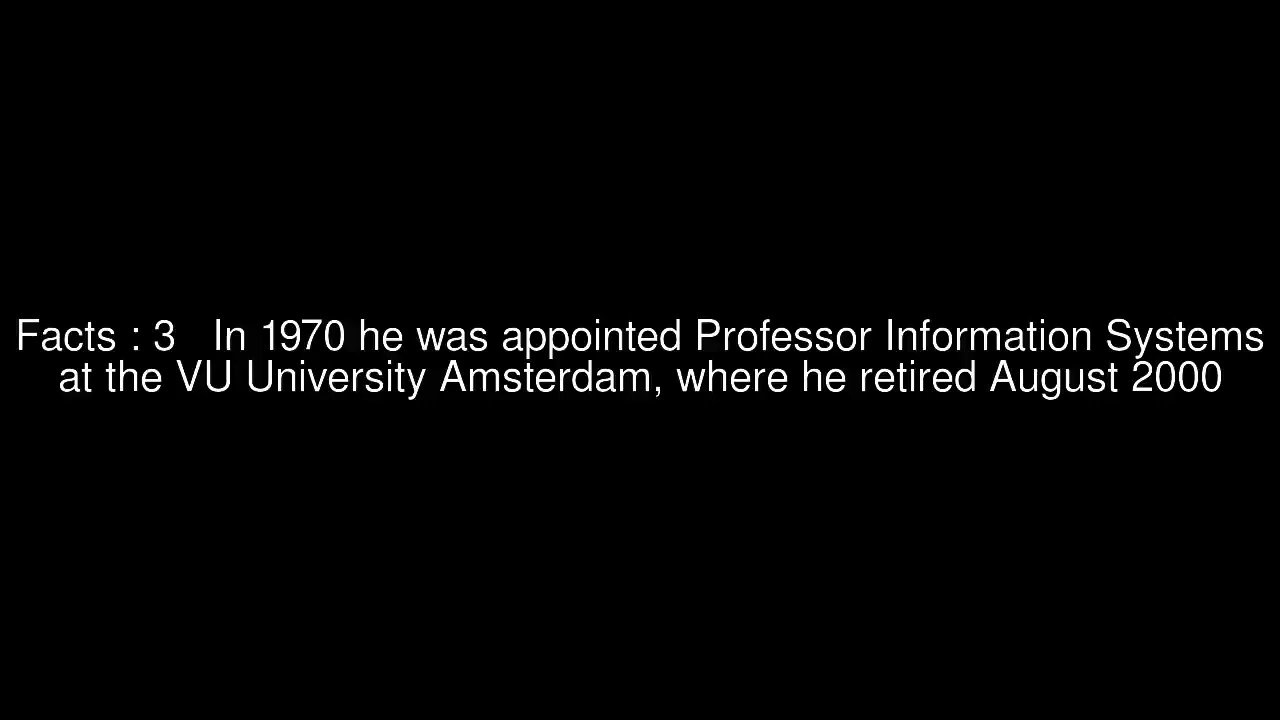 Facts : 3   In 1970 he was appointed Professor Information Systems
at the VU University Amsterdam, where he retired August 2000